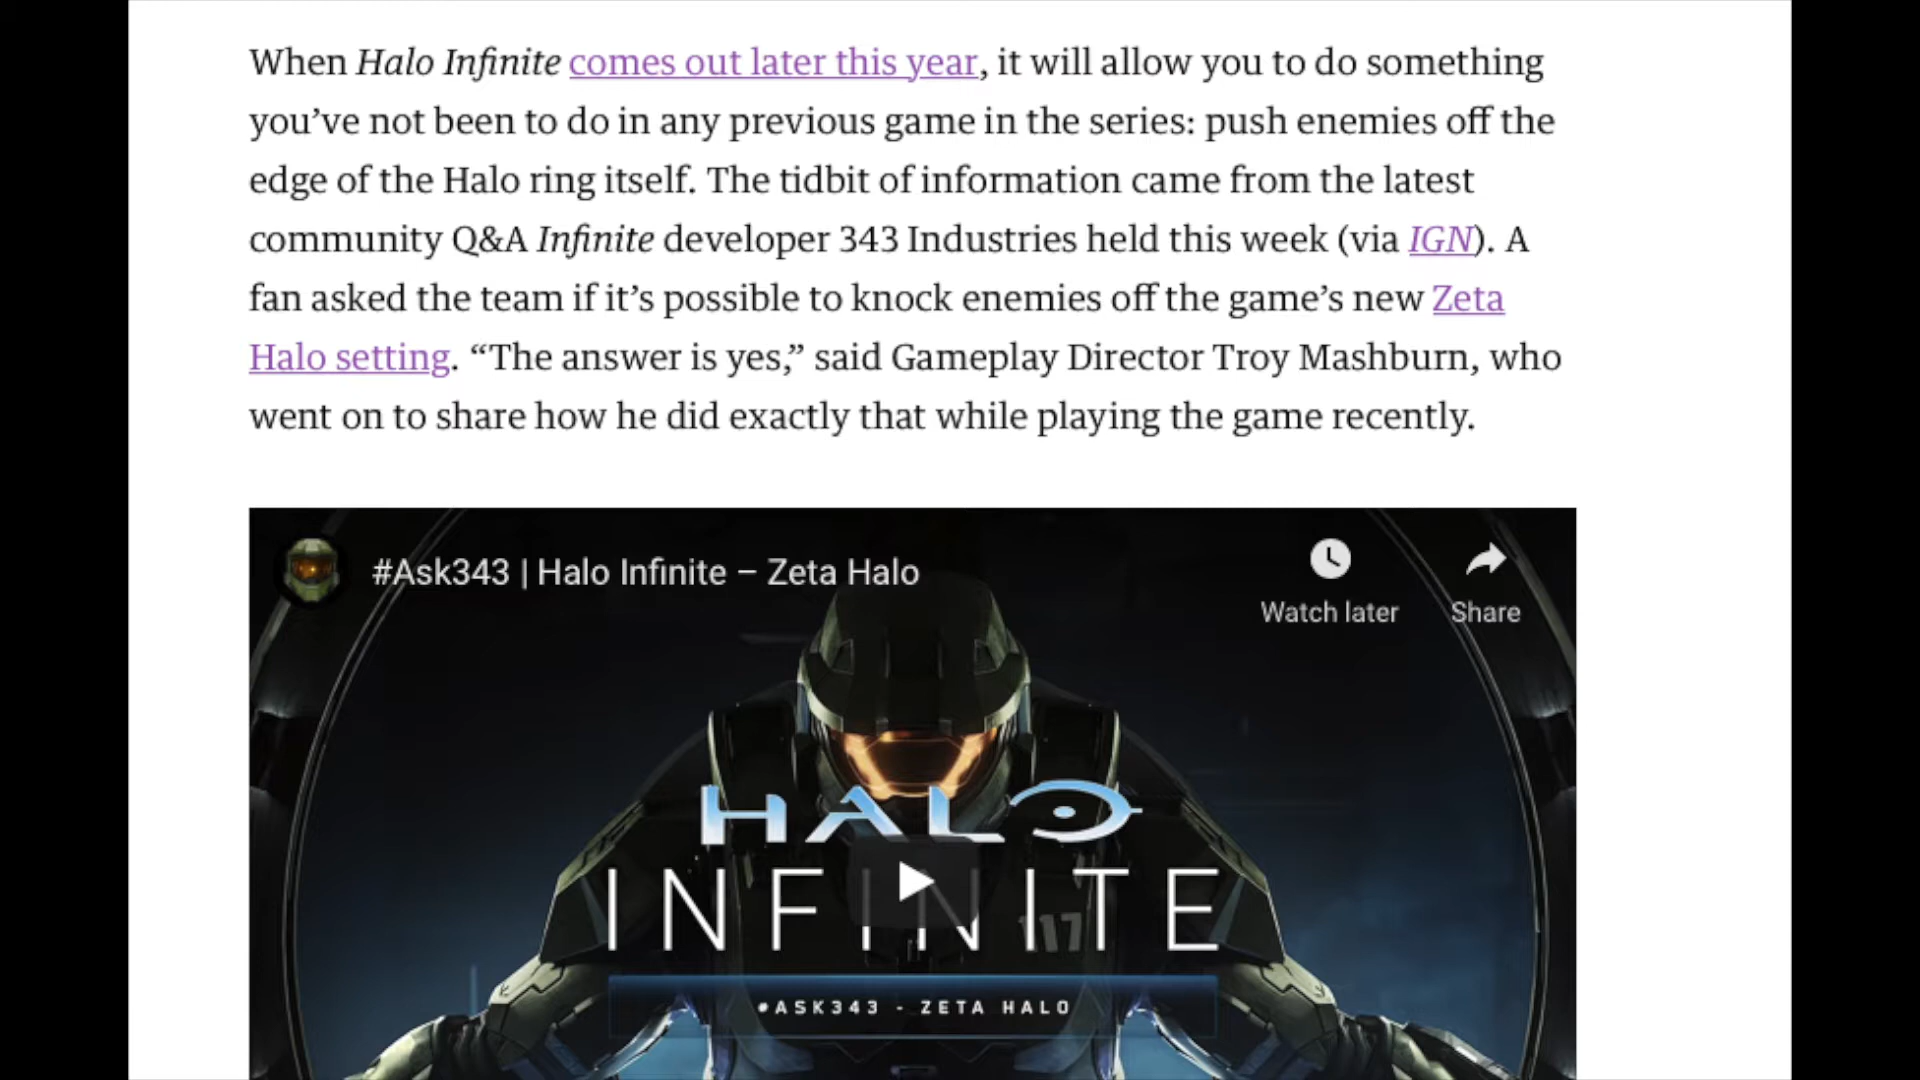 When Halo Infinite comes out later this year, it will allow you to do something
you’ve not been to do in any previous game in the series: push enemies off the
edge of the Halo ring itself. The tidbit of information came from the latest
community Q&A Infinite developer 343 Industries held this week (via IGN). A
fan asked the team if it’s possible to knock enemies off the game’s new Zeta
Halo setting. “The answer is yes,” said Gameplay Director Troy Mashburn, who
went on to share how he did exactly that while playing the game recently.
#Ask343 | Halo Infinite – Zeta Halo
Watch later
Share
HALO
INFINITE
117
#ASK343 - ZETA HALO